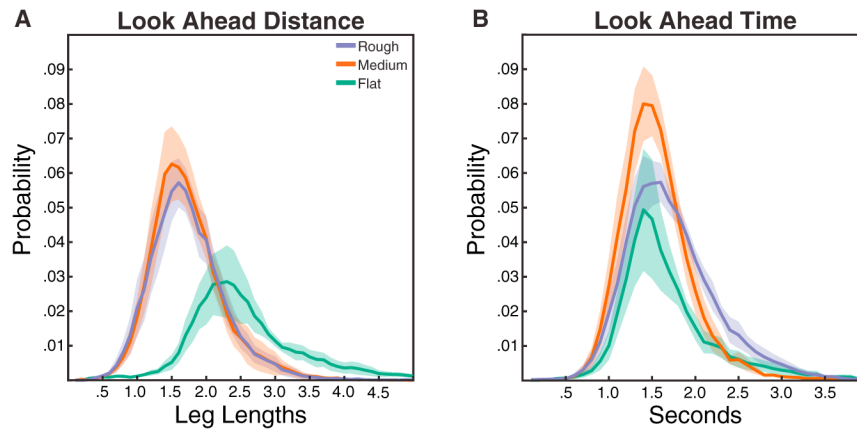 A
Look Ahead Distance
Probability
.09
.08
.07
.06
.05
.04
.03
.02
.01
Rough
Medium
Flat
.5 1.0 1.5 2.0 2.5 3.0 3.5 4.0 4.5
Leg Lengths
B
Look Ahead Time
Probability
.09
.08
.07
.06
.05
.04
.03
.02
.01
.5 1.0 1.5 2.0 2.5 3.0 3.5
Seconds